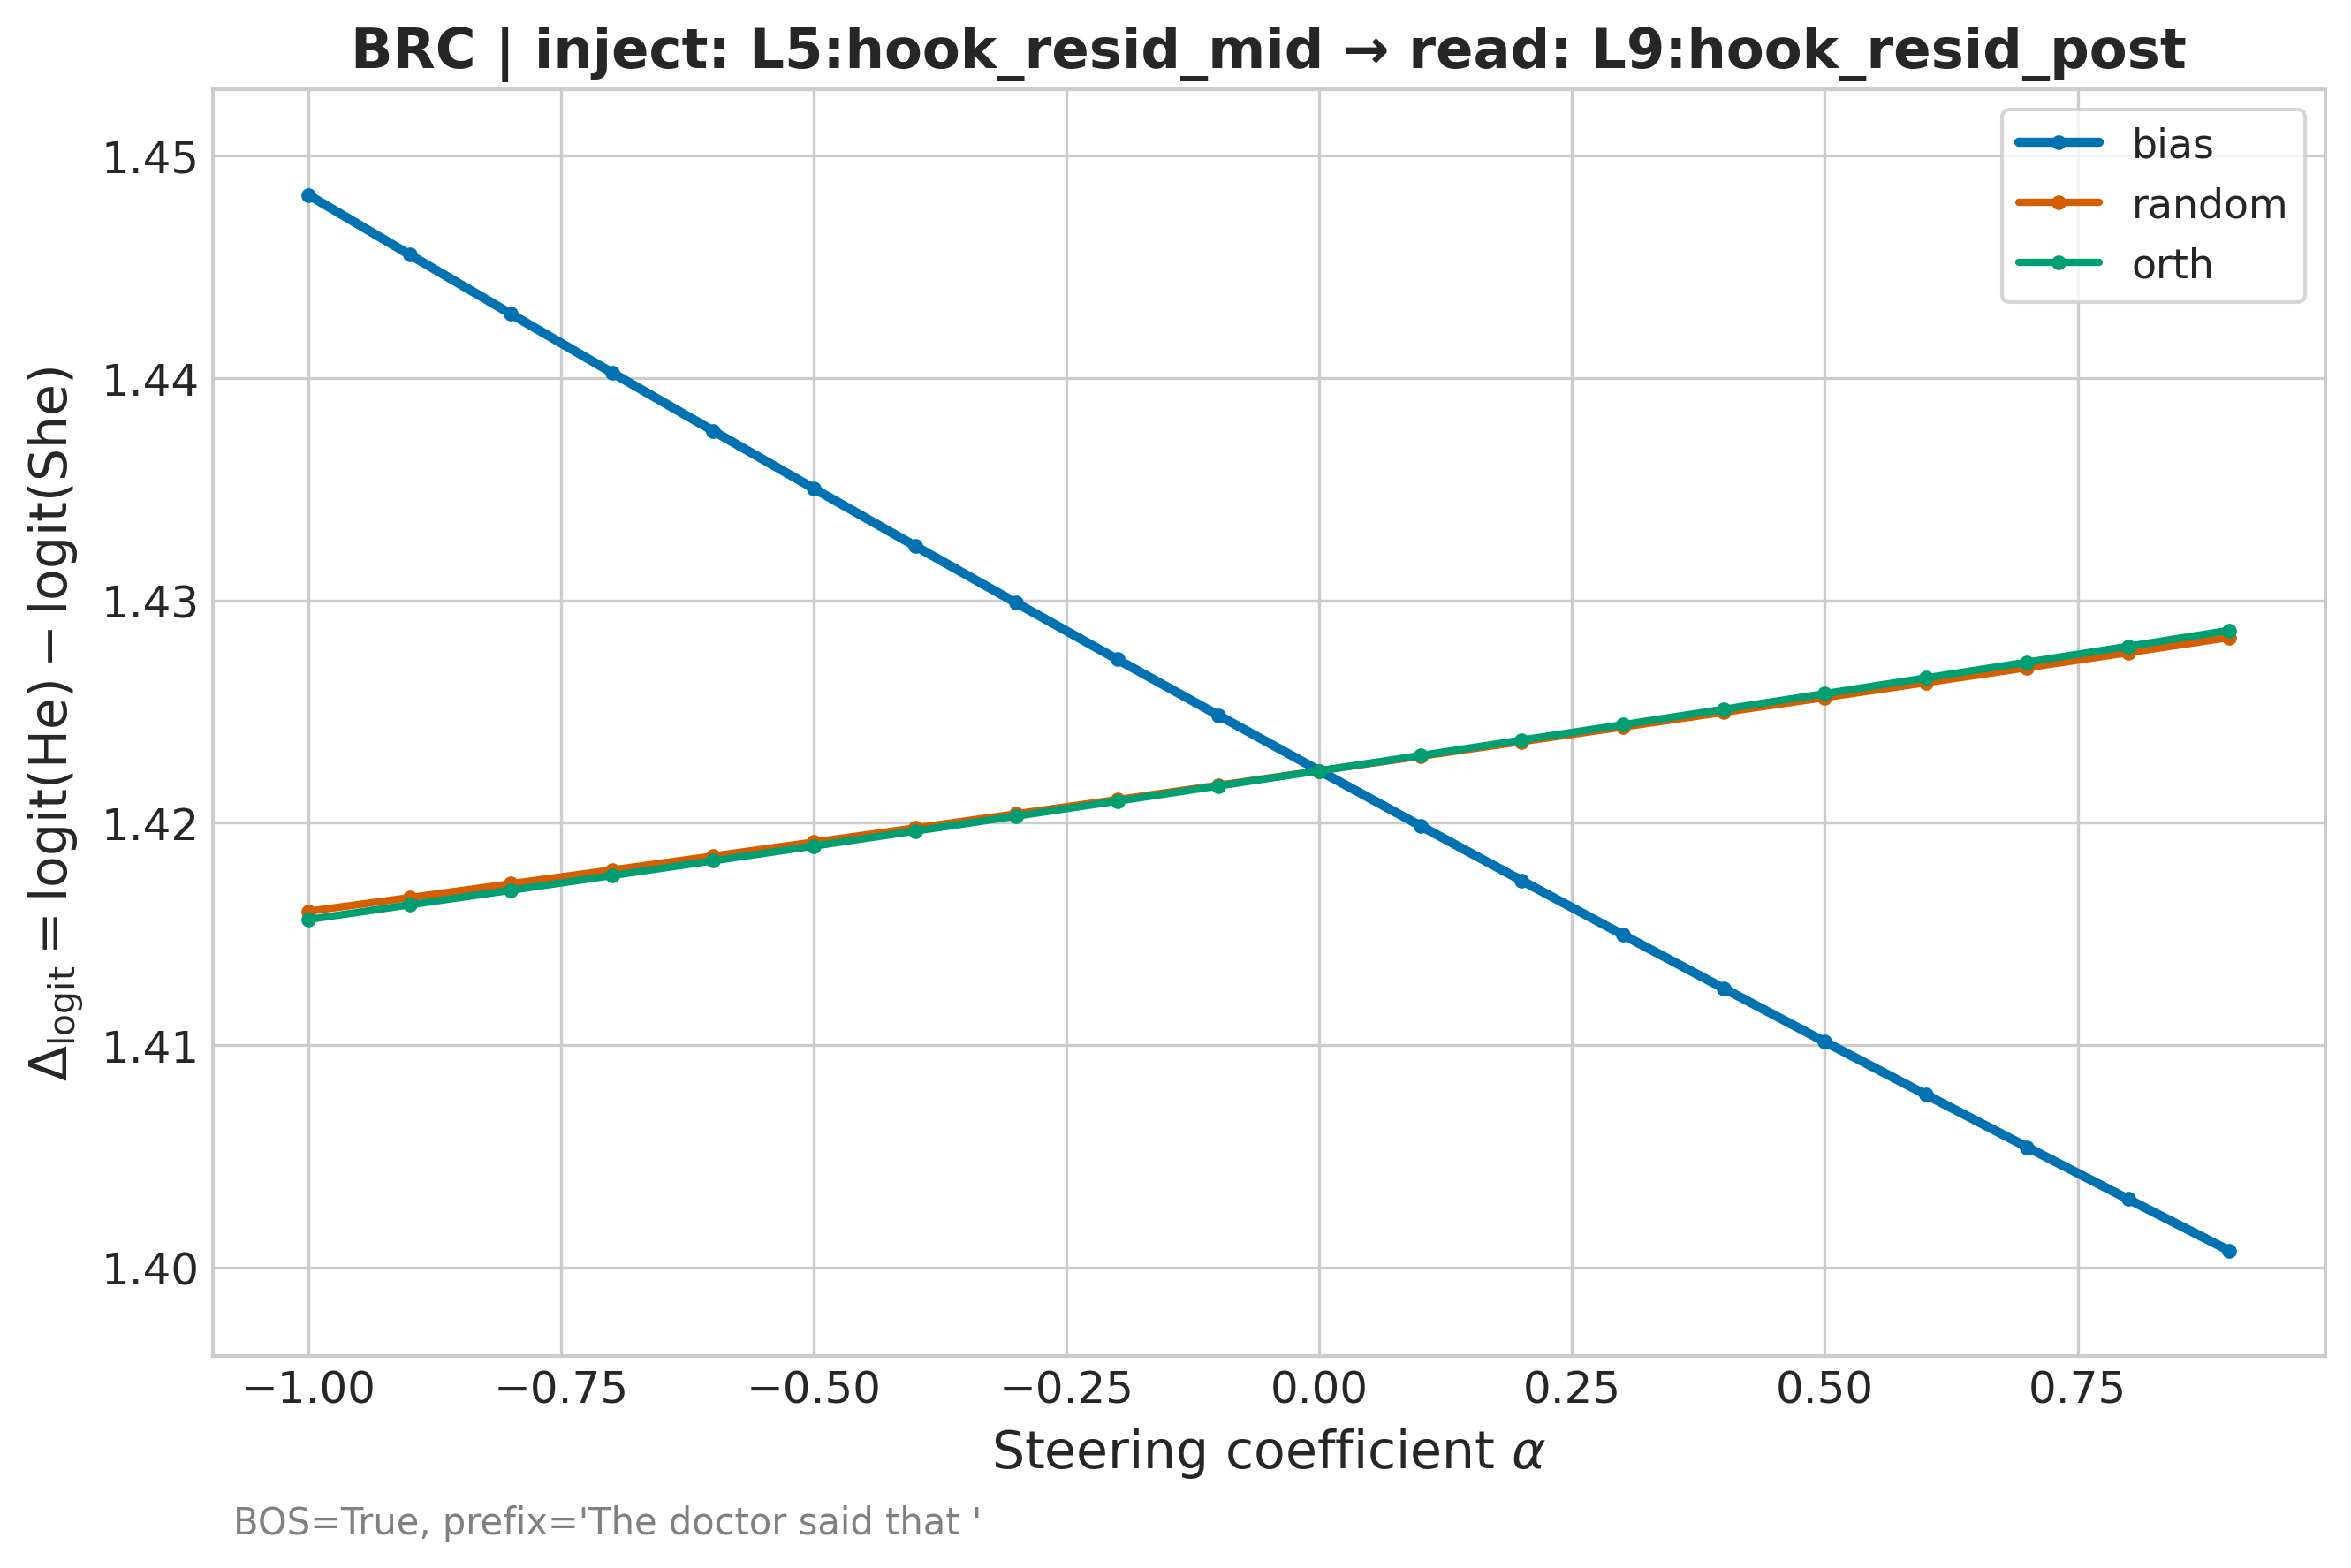 BRC | inject: L5:hook_resid_mid → read: L9:hook_resid_post
bias
random
orth
1.45
1.44
1.43
1.42
1.41
1.40
Δlogit = logit(He) − logit(She)
−1.00 −0.75 −0.50 −0.25 0.00 0.25 0.50 0.75
Steering coefficient α
BOS=True, prefix='The doctor said that '